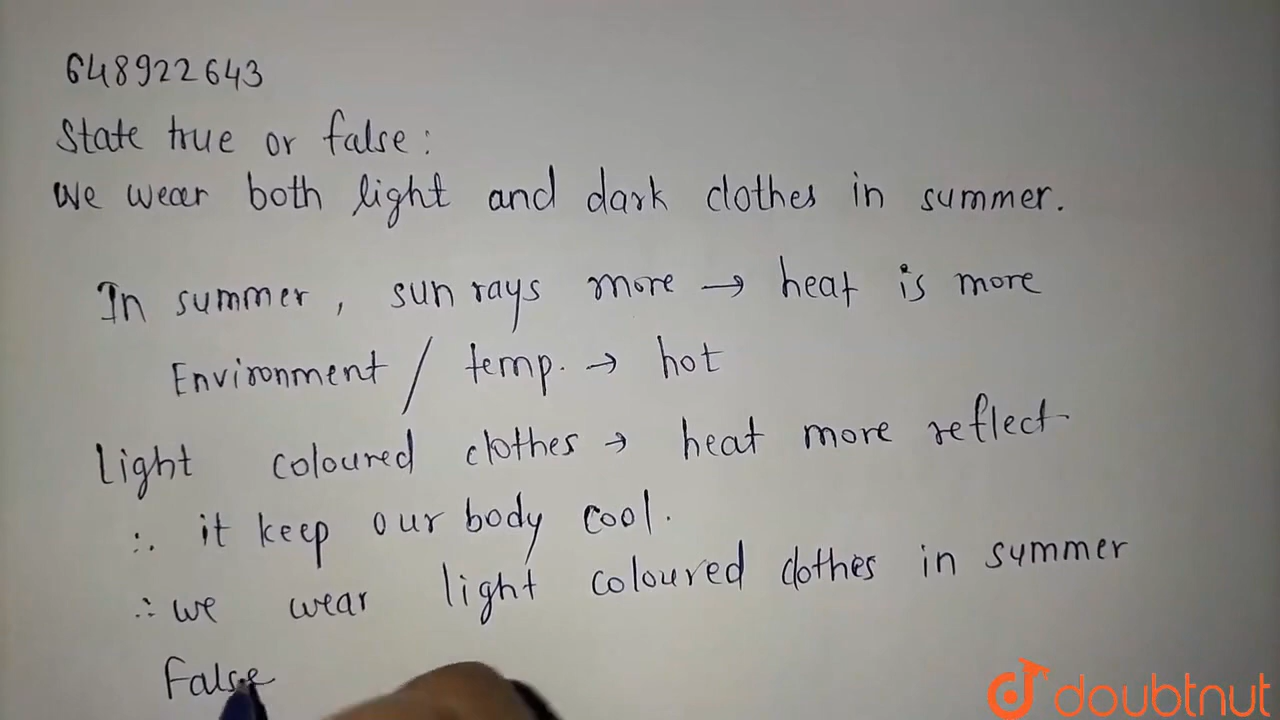 648922643
State true or false:
we wear both light and dark clothes in summer.
In summer, sun rays more → heat is more
Environment / temp. → hot
Light coloured clothes → heat more reflect
∴ it keep our body cool.
∴ we wear light coloured clothes in summer
False
doubtnut